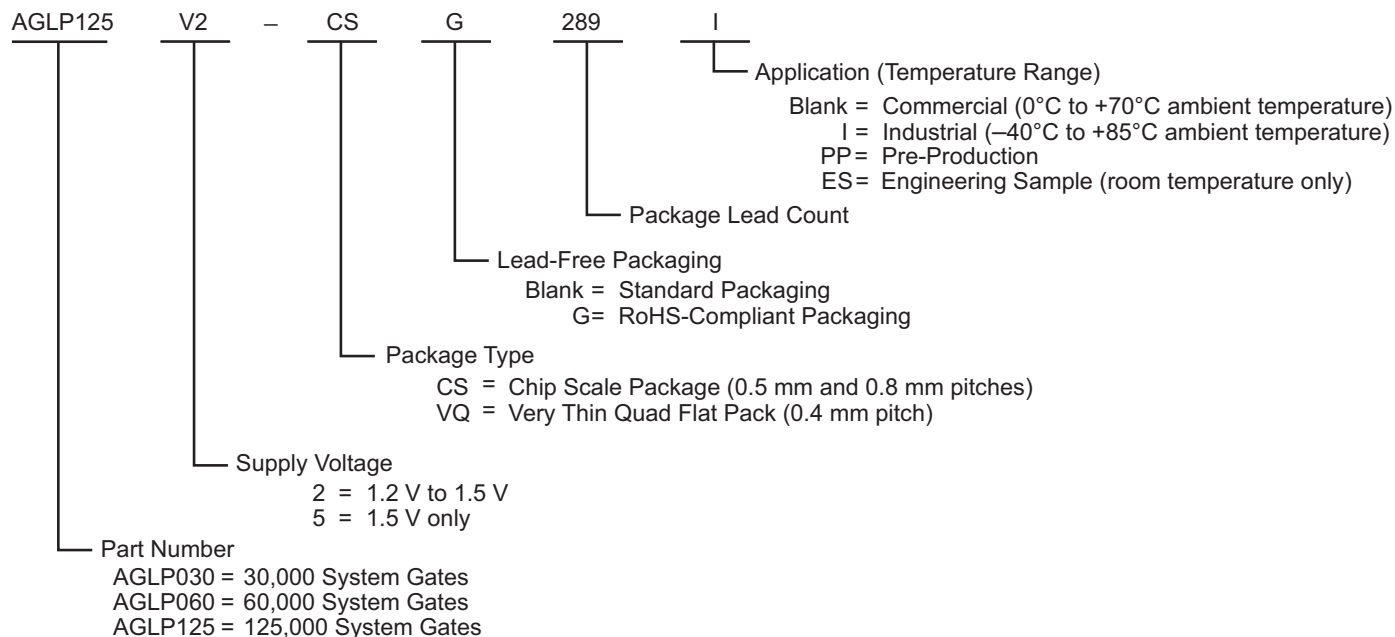 AGLP125 V2 – CS G 289 I
Application (Temperature Range)
Blank = Commercial (0°C to +70°C ambient temperature)
I = Industrial (–40°C to +85°C ambient temperature)
PP= Pre-Production
ES= Engineering Sample (room temperature only)
Package Lead Count
Lead-Free Packaging
Blank = Standard Packaging
G= RoHS-Compliant Packaging
Package Type
CS = Chip Scale Package (0.5 mm and 0.8 mm pitches)
VQ = Very Thin Quad Flat Pack (0.4 mm pitch)
Supply Voltage
2 = 1.2 V to 1.5 V
5 = 1.5 V only
Part Number
AGLP030 = 30,000 System Gates
AGLP060 = 60,000 System Gates
AGLP125 = 125,000 System Gates